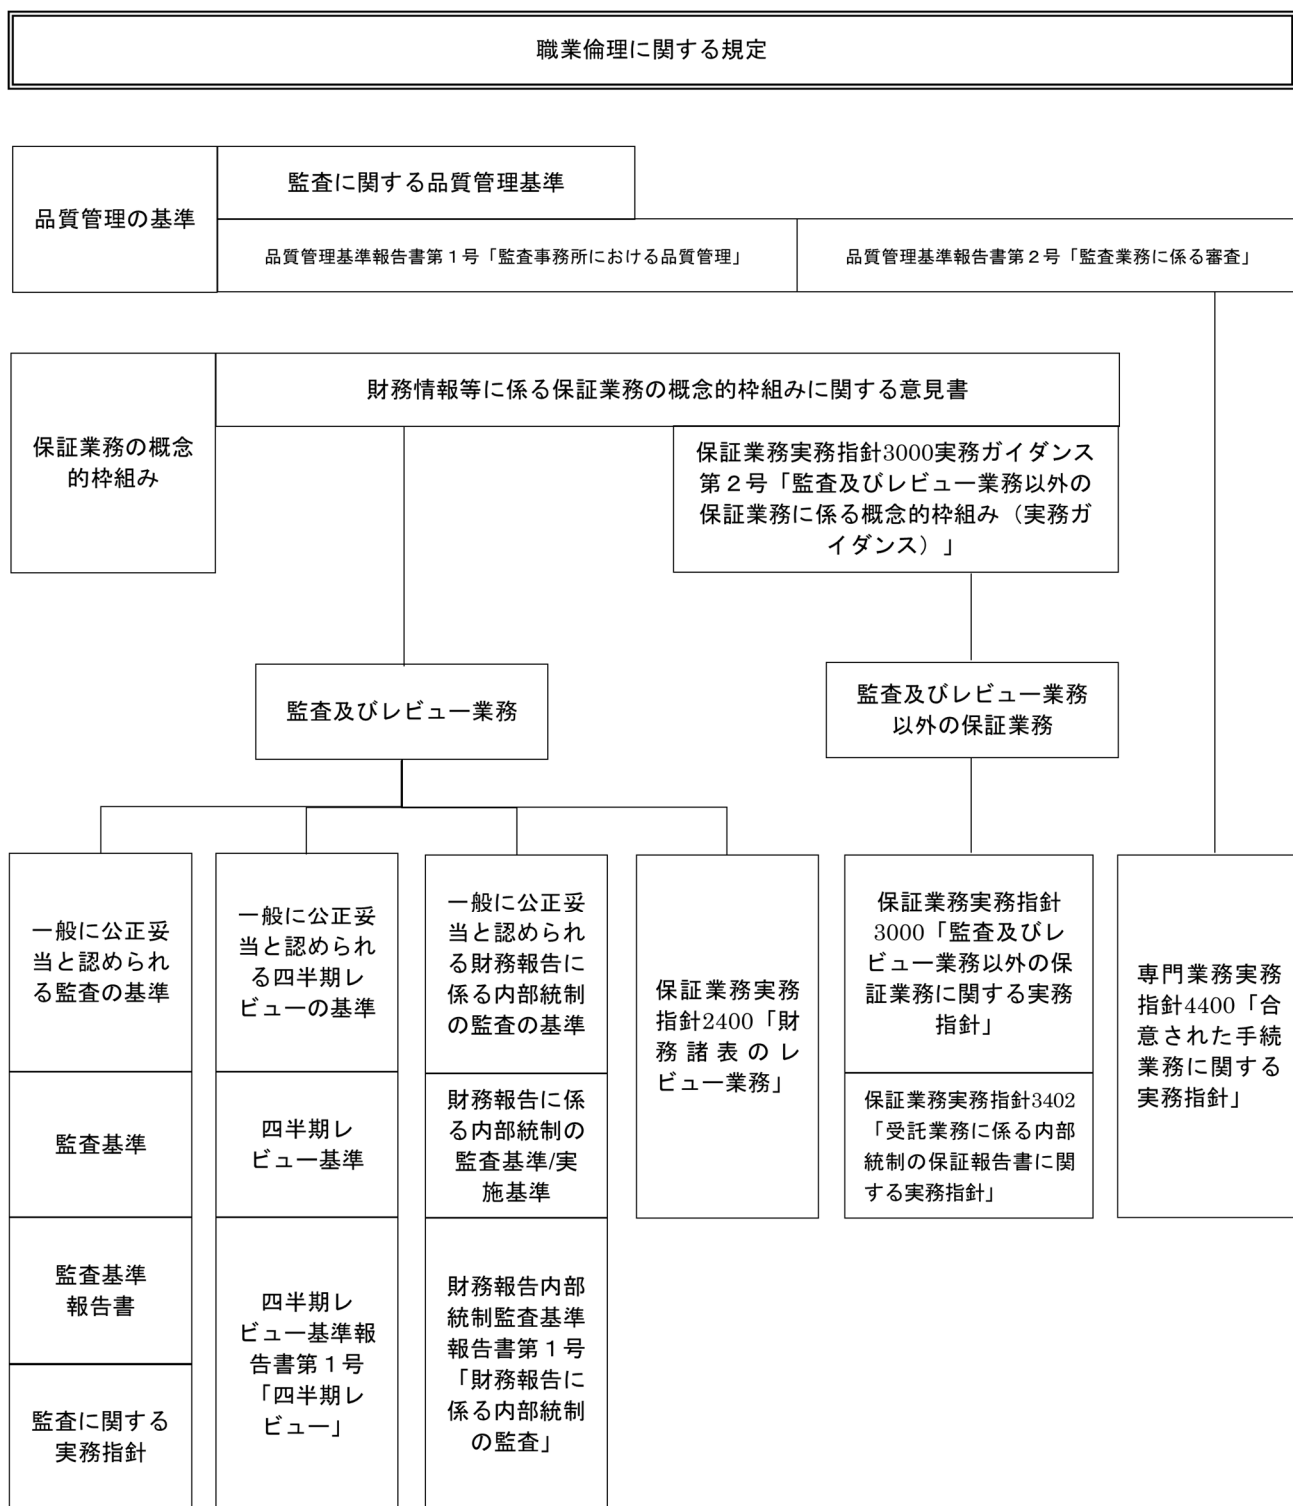 職業倫理に関する規定
品質管理の基準
監査に関する品質管理基準
品質管理基準報告書第１号「監査事務所における品質管理」
品質管理基準報告書第２号「監査業務に係る審査」
保証業務の概念
的枠組み
財務情報等に係る保証業務の概念的枠組みに関する意見書
保証業務実務指針3000実務ガイダンス
第２号「監査及びレビュー業務以外の
保証業務に係る概念的枠組み（実務ガ
イダンス）」
監査及びレビュー業務
監査及びレビュー業務
以外の保証業務
一般に公正妥
当と認められ
る監査の基準
監査基準
監査基準
報告書
監査に関する
実務指針
一般に公正妥
当と認められ
る四半期レ
ビューの基準
四半期レ
ビュー基準
四半期レ
ビュー基準報
告書第１号
「四半期レ
ビュー」
一般に公正妥
当と認められ
る財務報告に
係る内部統制
の監査の基準
財務報告に係
る内部統制の
監査基準/実
施基準
財務報告内部
統制監査基準
報告書第１号
「財務報告に
係る内部統制
の監査」
保証業務実務
指針2400「財
務諸表のレ
ビュー業務」
保証業務実務指針
3000「監査及びレ
ビュー業務以外の保
証業務に関する実務
指針」
保証業務実務指針3402
「受託業務に係る内部
統制の保証報告書に関
する実務指針」
専門業務実務
指針4400「合
意された手続
業務に関する
実務指針」